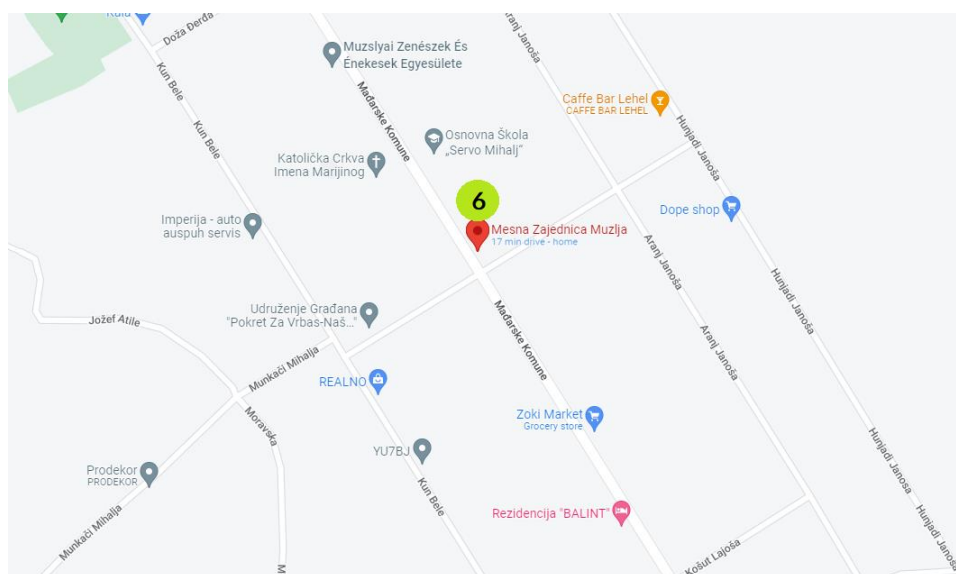 Kula
Doža Đerđa
Muzslyai Zenészek És
Énekesek Egyesülete
Aranj Janoša
Kun Bele
Mađarske Komune
Caffe Bar Lehel
CAFFE BAR LEHEL
Hunjadi Janoša
Kun Bele
Osnovna Škola
„Servo Mihalj“
Katolička Crkva
Imena Marijinog
6
Imperija - auto
auspuh servis
Dope shop
Mesna Zajednica Muzlja
17 min drive - home
Aranj Janoša
Hunjadi Janoša
Udruženje Građana
"Pokret Za Vrbas-Naš..."
Jožef Atile
Mađarske Komune
Munkači Mihalja
Aranj Janoša
REALNO
Moravska
Zoki Market
Grocery store
YU7BJ
Hunjadi Janoša
Prodekor
PRODEKOR
Kun Bele
Rezidencija "BALINT"
Munkači Mihalja
Košut Lajoša
Hunjadi Janoša
M